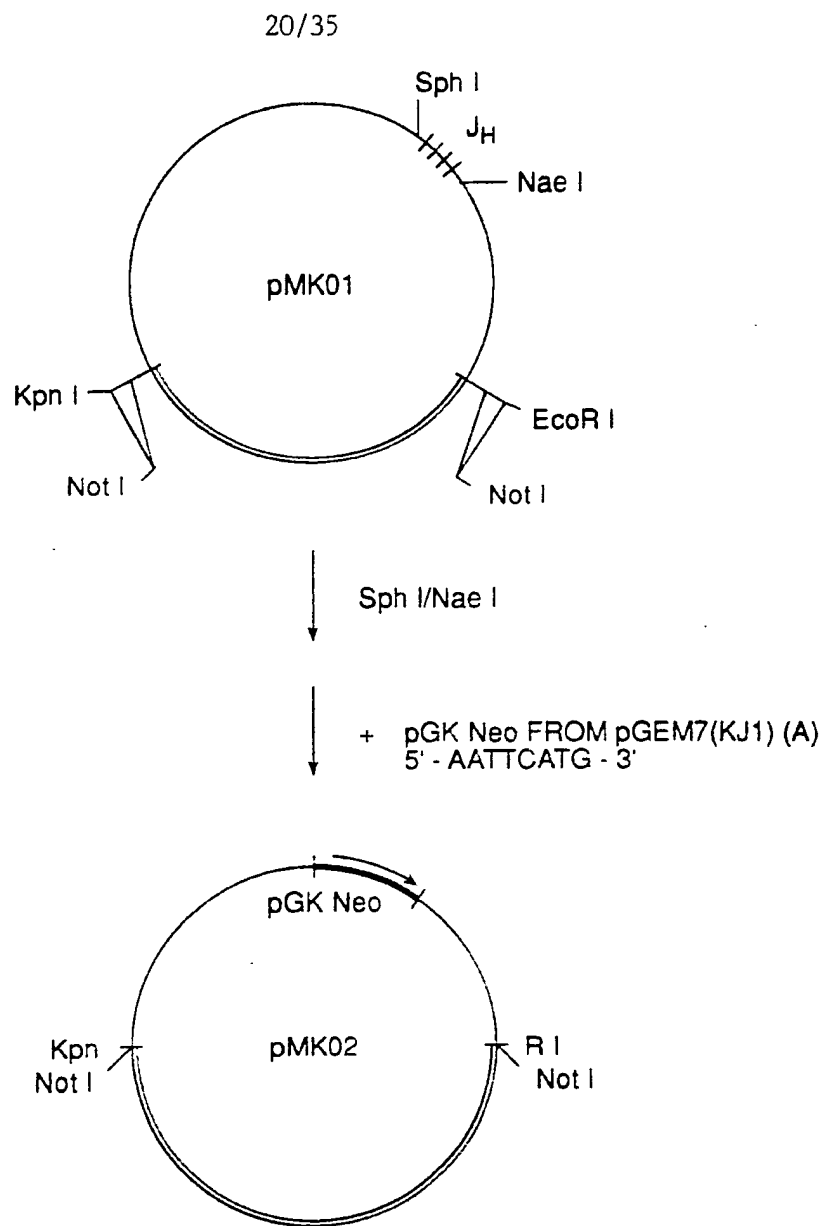 20/35
Sph I
JH
Nae I
pMK01
Kpn I
EcoR I
Not I
Not I
Sph I/Nae I
+ pGK Neo FROM pGEM7(KJ1) (A)
5' - AATTCATG - 3'
pGK Neo
Kpn
pMK02
R I
Not I
Not I